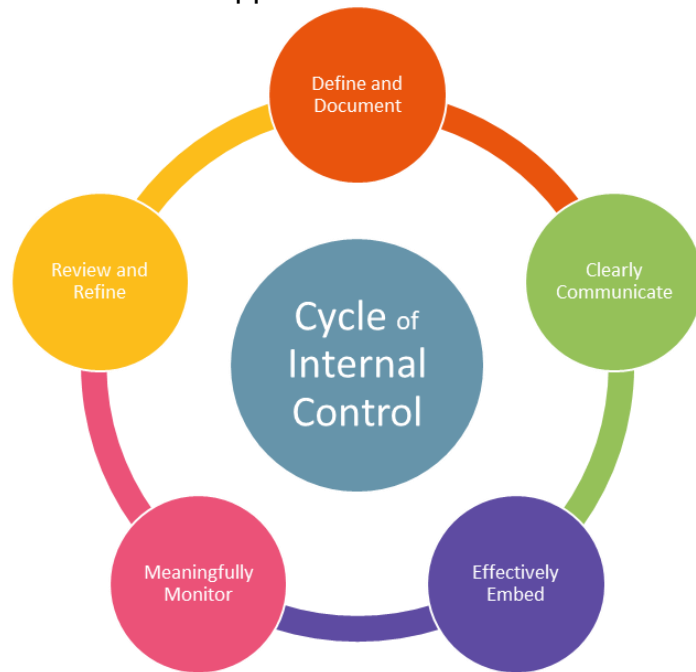 Define and
Document
Clearly
Communicate
Effectively
Embed
Meaningfully
Monitor
Review and
Refine
Cycle of
Internal
Control